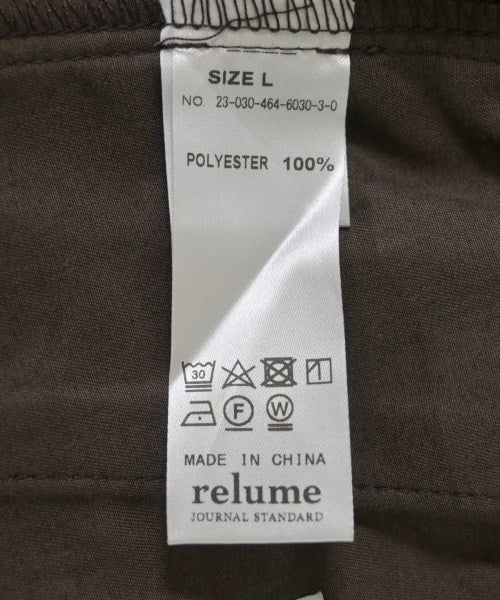 SIZE L
NO. 23-030-464-6030-3-0
POLYESTER 100%
30
F W
MADE IN CHINA
relume
JOURNAL STANDARD